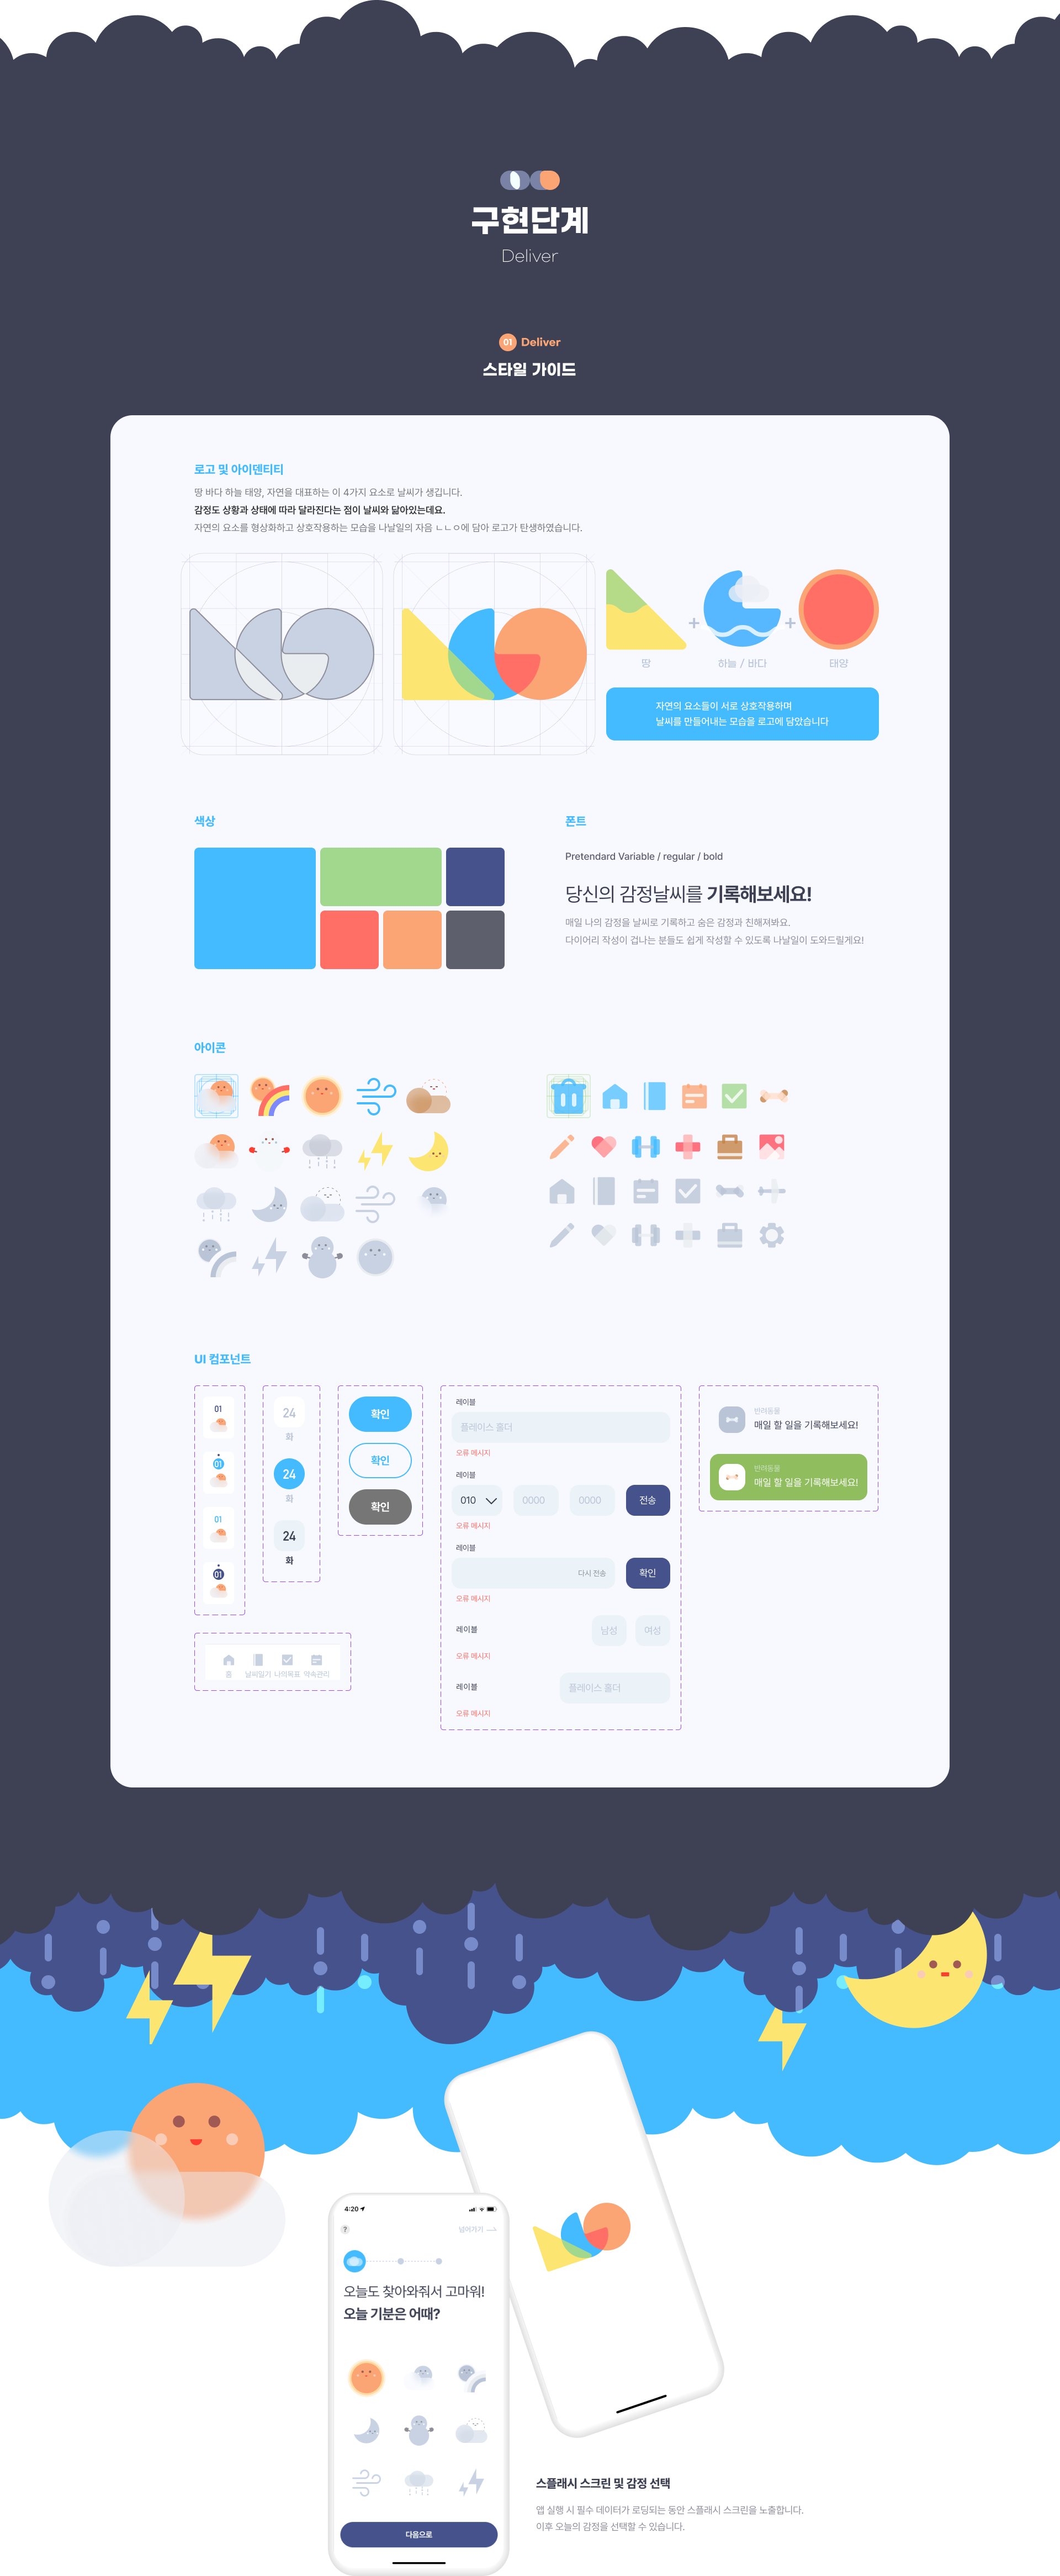 구현단계
Deliver
01 Deliver
스타일 가이드
로고 및 아이덴티티
땅 바다 하늘 태양, 자연을 대표하는 이 4가지 요소로 날씨가 생깁니다.
감정도 상황과 상태에 따라 달라진다는 점이 날씨와 닮아있는데요.
자연의 요소를 형상화하고 상호작용하는 모습을 나날일의 자음 ㄴㄴㅇ에 담아 로고가 탄생하였습니다.
+ +
땅 하늘 / 바다 태양
자연의 요소들이 서로 상호작용하며
날씨를 만들어내는 모습을 로고에 담았습니다
색상
폰트
Pretendard Variable / regular / bold
당신의 감정날씨를 기록해보세요!
매일 나의 감정을 날씨로 기록하고 숨은 감정과 친해져봐요.
다이어리 작성이 겁나는 분들도 쉽게 작성할 수 있도록 나날일이 도와드릴게요!
아이콘
UI 컴포넌트
01
01
01
01
24
화
24
화
24
화
확인
확인
확인
레이블
플레이스 홀더
오류 메시지
레이블
010 0000 0000 전송
오류 메시지
레이블
다시 전송 확인
오류 메시지
레이블 남성 여성
오류 메시지
레이블 플레이스 홀더
오류 메시지
반려동물
매일 할 일을 기록해보세요!
반려동물
매일 할 일을 기록해보세요!
홈 날씨일기 나의목표 약속관리
4:20
? 넘어가기
오늘도 찾아와줘서 고마워!
오늘 기분은 어때?
다음으로
스플래시 스크린 및 감정 선택
앱 실행 시 필수 데이터가 로딩되는 동안 스플래시 스크린을 노출합니다.
이후 오늘의 감정을 선택할 수 있습니다.